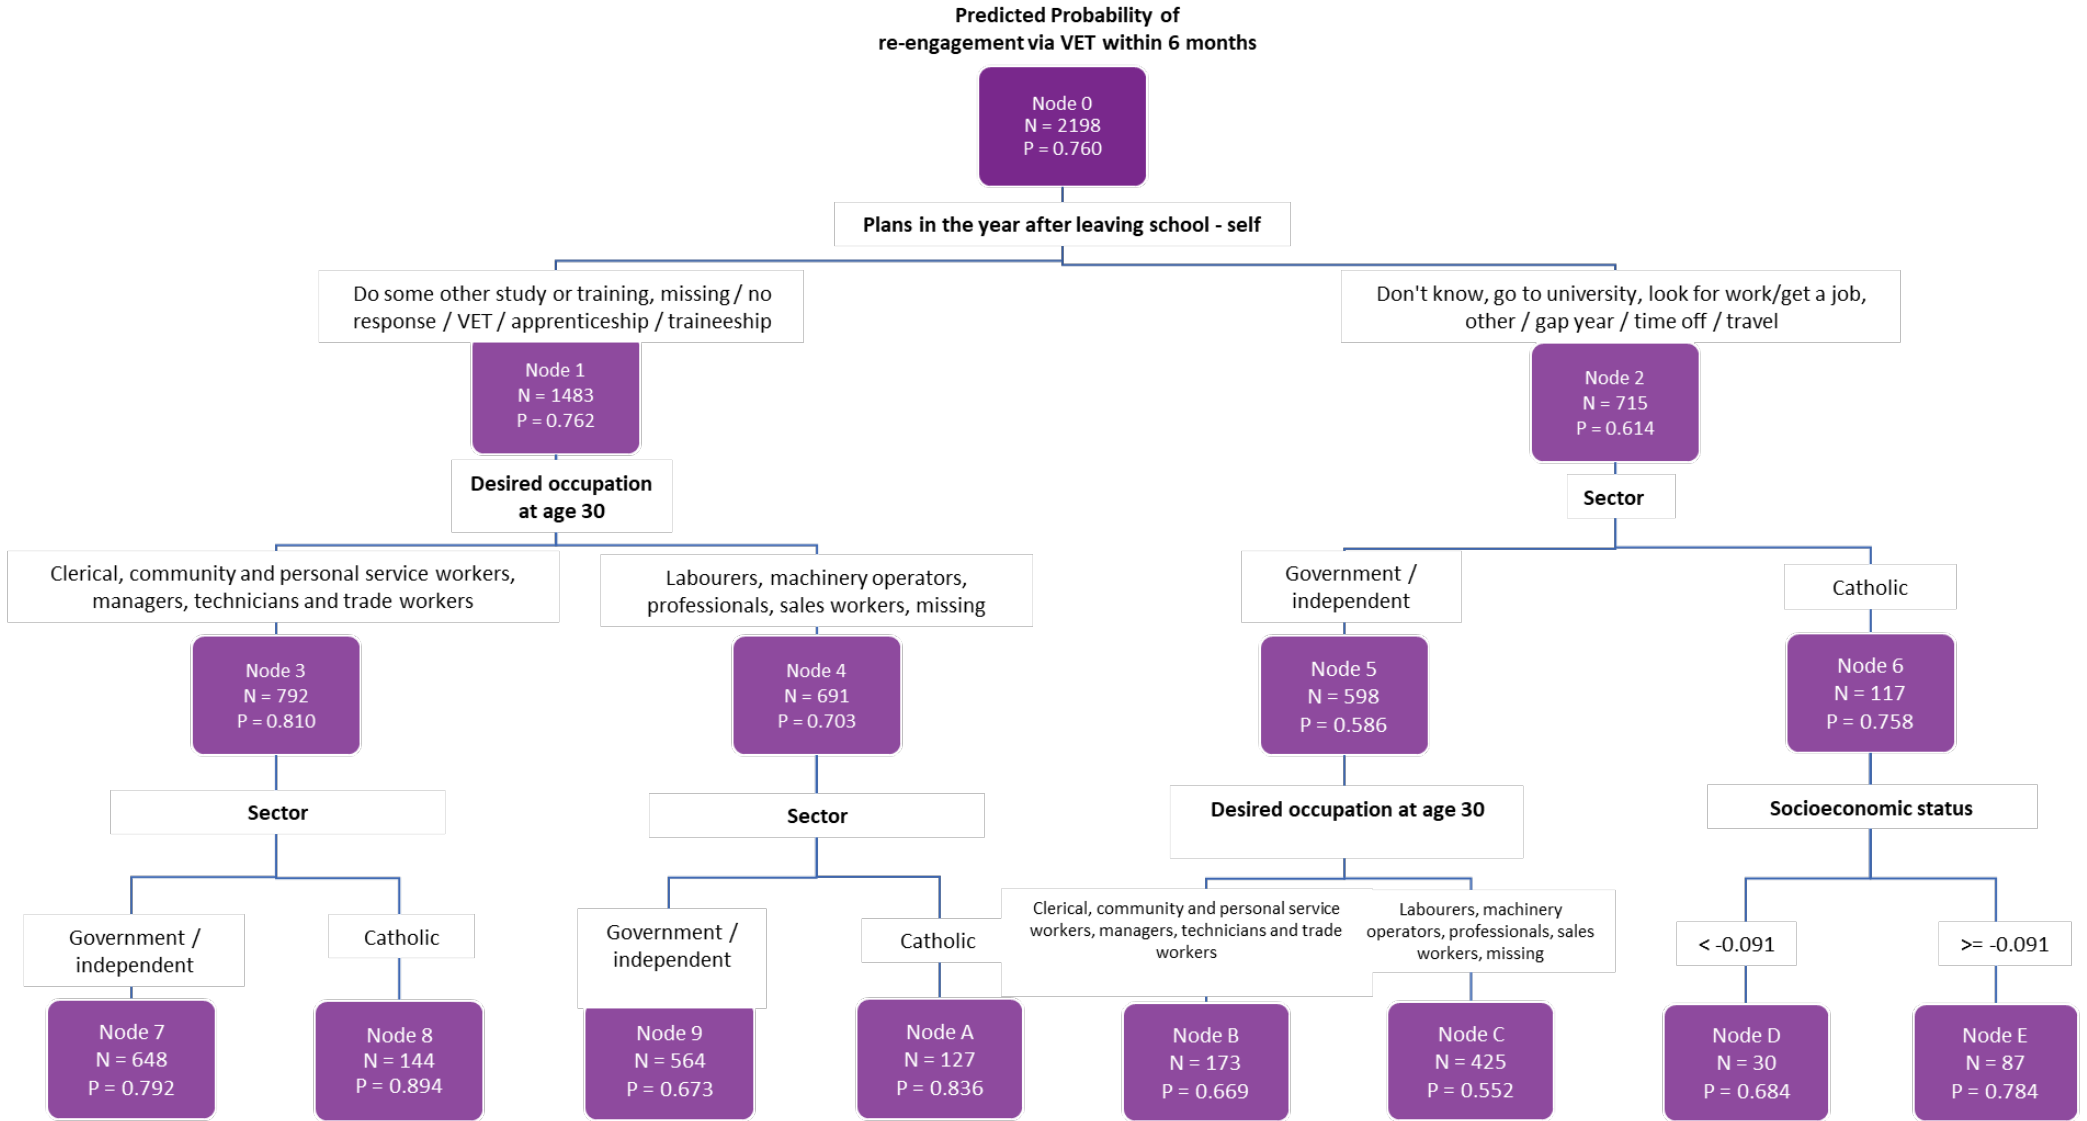 Predicted Probability of
re-engagement via VET within 6 months
Node 0
N = 2198
P = 0.760
Plans in the year after leaving school - self
Do some other study or training, missing / no
response / VET / apprenticeship / traineeship
Don't know, go to university, look for work/get a job,
other / gap year / time off / travel
Node 1
N = 1483
P = 0.762
Node 2
N = 715
P = 0.614
Desired occupation
at age 30
Sector
Clerical, community and personal service workers,
managers, technicians and trade workers
Labourers, machinery operators,
professionals, sales workers, missing
Government /
independent
Catholic
Node 3
N = 792
P = 0.810
Node 4
N = 691
P = 0.703
Node 5
N = 598
P = 0.586
Node 6
N = 117
P = 0.758
Sector
Sector
Desired occupation at age 30
Socioeconomic status
Government /
independent
Catholic
Government /
independent
Catholic
Clerical, community and personal service
workers, managers, technicians and trade
workers
Labourers, machinery
operators, professionals, sales
workers, missing
< -0.091
>= -0.091
Node 7
N = 648
P = 0.792
Node 8
N = 144
P = 0.894
Node 9
N = 564
P = 0.673
Node A
N = 127
P = 0.836
Node B
N = 173
P = 0.669
Node C
N = 425
P = 0.552
Node D
N = 30
P = 0.684
Node E
N = 87
P = 0.784